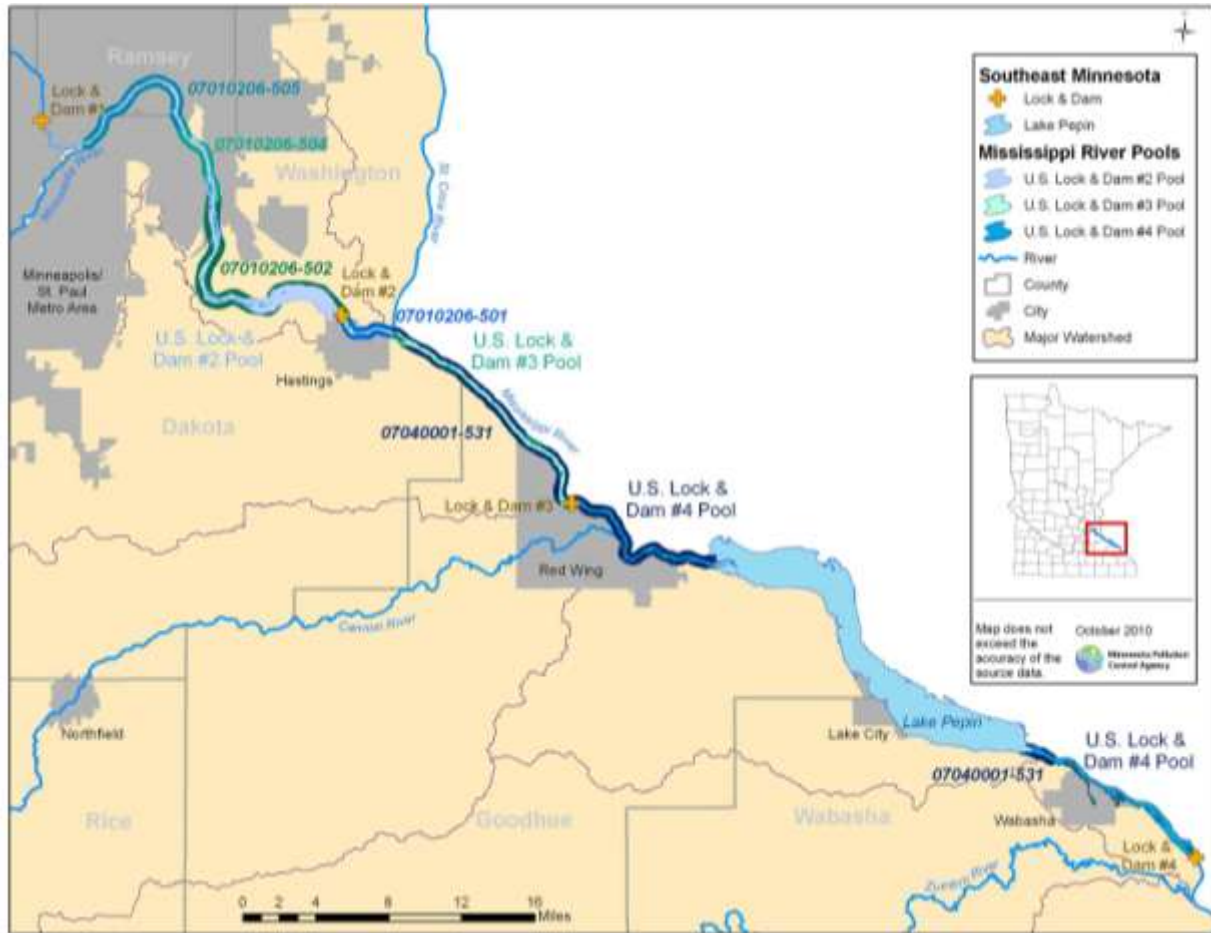 Ramsey
Lock &
Dam #1
07010206-505
07010206-504
Washington
Minnesota River
St. Croix River
Minneapolis/
St. Paul
Metro Area
07010206-502
Lock &
Dam #2
07010206-501
U.S. Lock &
Dam #2 Pool
U.S. Lock &
Dam #3 Pool
Hastings
Mississippi River
Dakota
07040001-531
Lock & Dam #3
U.S. Lock &
Dam #4 Pool
Red Wing
Cannon River
Northfield
Lake City
Lake Pepin
U.S. Lock &
Dam #4 Pool
07040001-531
Rice
Goodhue
Wabasha
Wabasha
Lock &
Dam #4
Zumbro River
0 2 4 8 12 16
Miles
Southeast Minnesota
Lock & Dam
Lake Pepin
Mississippi River Pools
U.S. Lock & Dam #2 Pool
U.S. Lock & Dam #3 Pool
U.S. Lock & Dam #4 Pool
River
County
City
Major Watershed
Map does not
exceed the
accuracy of the
source data.
October 2010
Minnesota Pollution
Control Agency